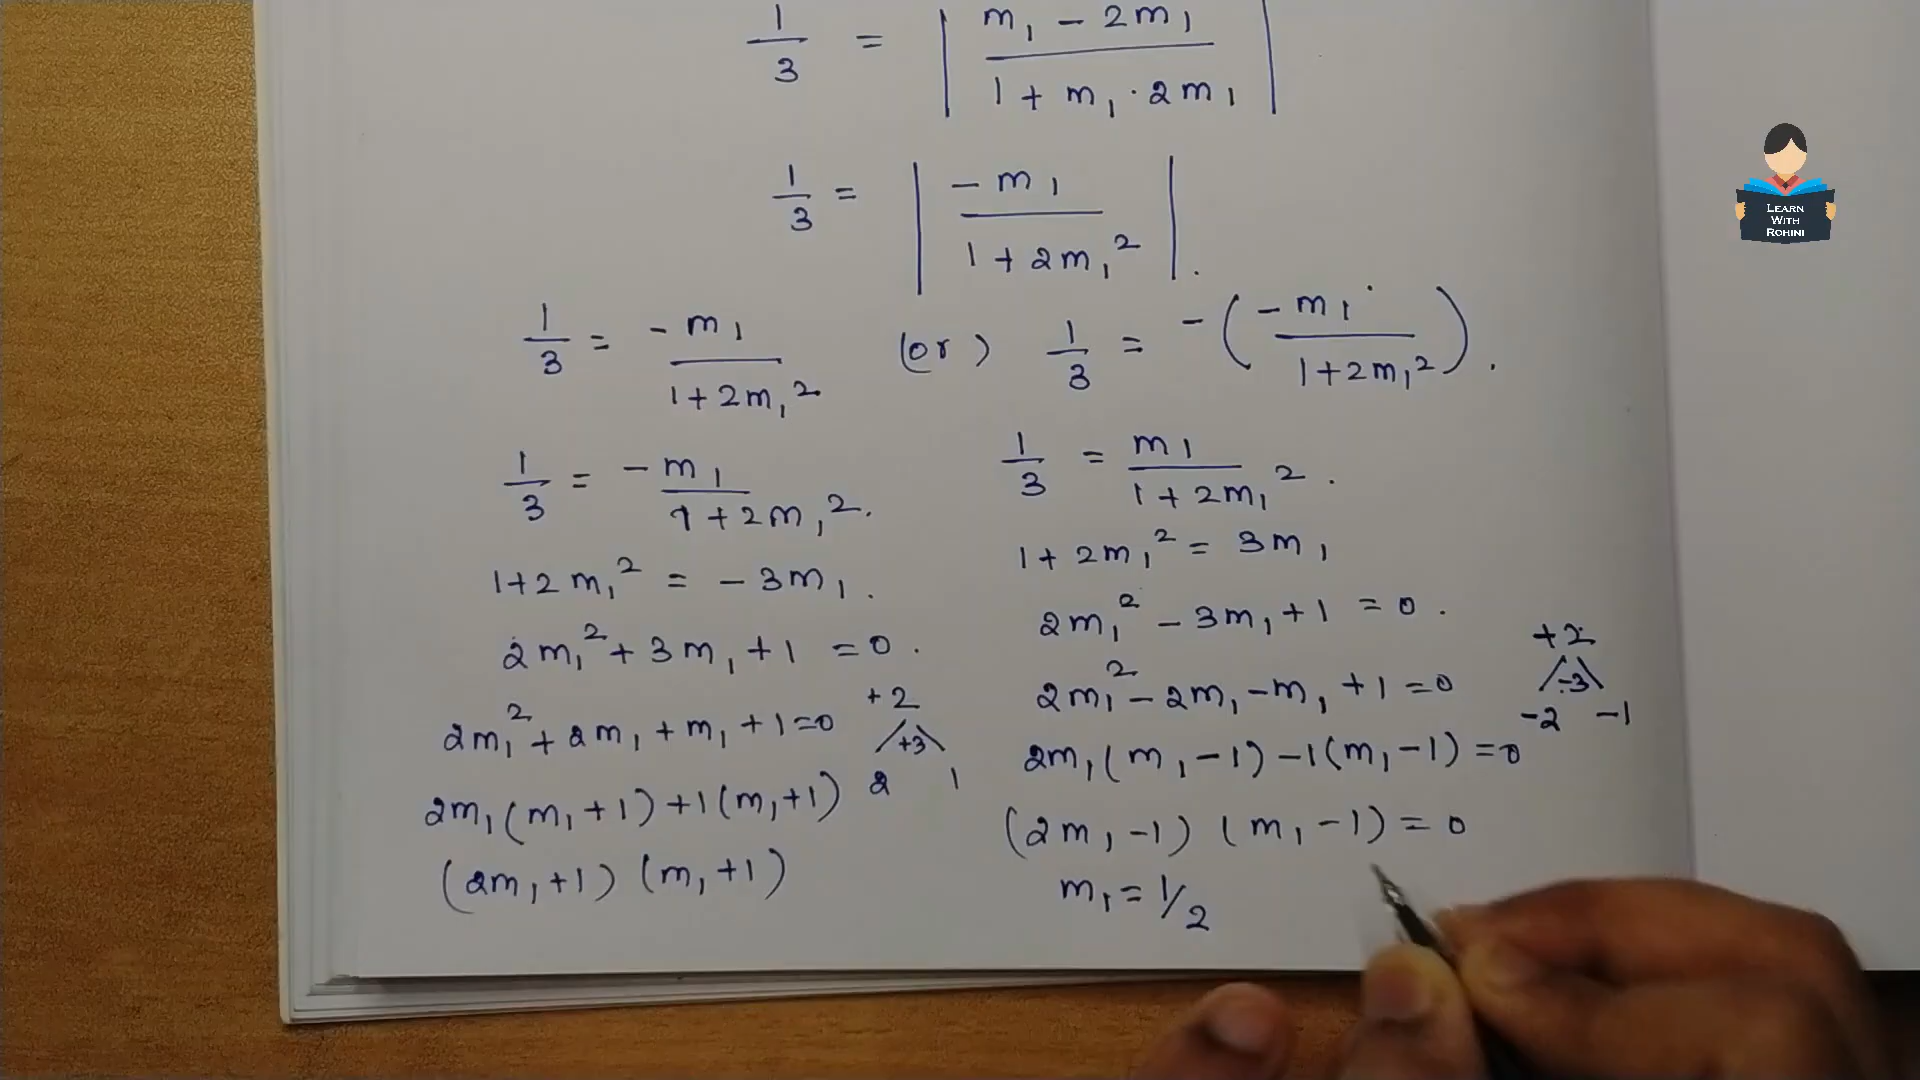 1/3 = | m₁ - 2m₁ / 1 + m₁ · 2m₁ |
1/3 = | -m₁ / 1 + 2m₁² | .
1/3 = -m₁ / 1+2m₁² (or) 1/3 = -( -m₁ / 1+2m₁² ) .
1/3 = -m₁ / 1+2m₁² .
1+2m₁² = -3m₁ .
2m₁² + 3m₁ + 1 = 0 .
2m₁² + 2m₁ + m₁ + 1 = 0
+2
+3
2 1
2m₁(m₁+1) + 1(m₁+1)
(2m₁+1) (m₁+1)
1/3 = m₁ / 1+2m₁² .
1+2m₁² = 3m₁
2m₁² - 3m₁ + 1 = 0 .
2m₁² - 2m₁ - m₁ + 1 = 0
+2
-3
-2 -1
2m₁(m₁-1) -1(m₁-1) = 0
(2m₁-1) (m₁-1) = 0
m₁ = 1/2
LEARN
WITH
ROHINI